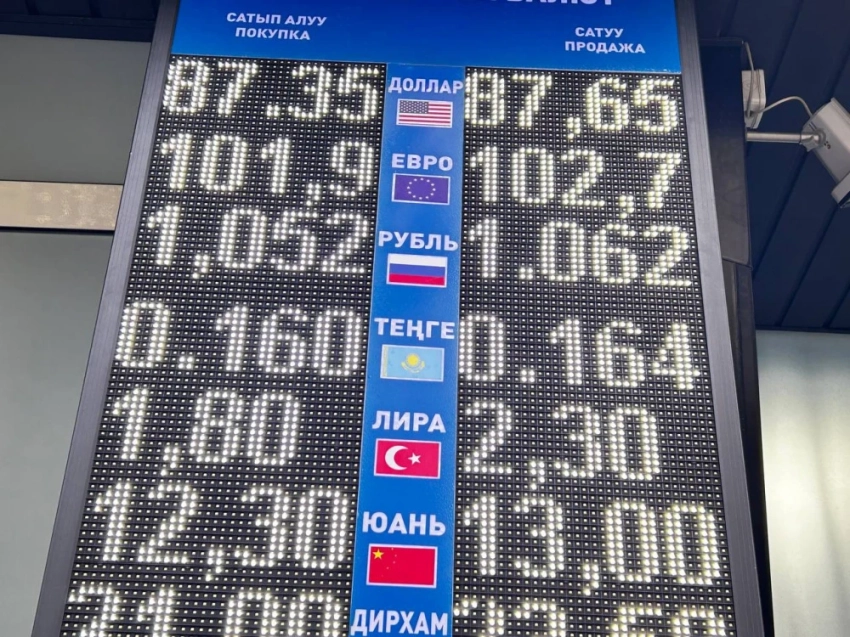 САТЫП АЛУУ САТУУ
ПОКУПКА ПРОДАЖА
87.35 ДОЛЛАР 87,65
101,9 ЕВРО 102,7
1,052 РУБЛЬ 1.062
0.160 ТЕҢГЕ 0.164
1,80 ЛИРА 2,30
12,30 ЮАНЬ 13,00
ДИРХАМ